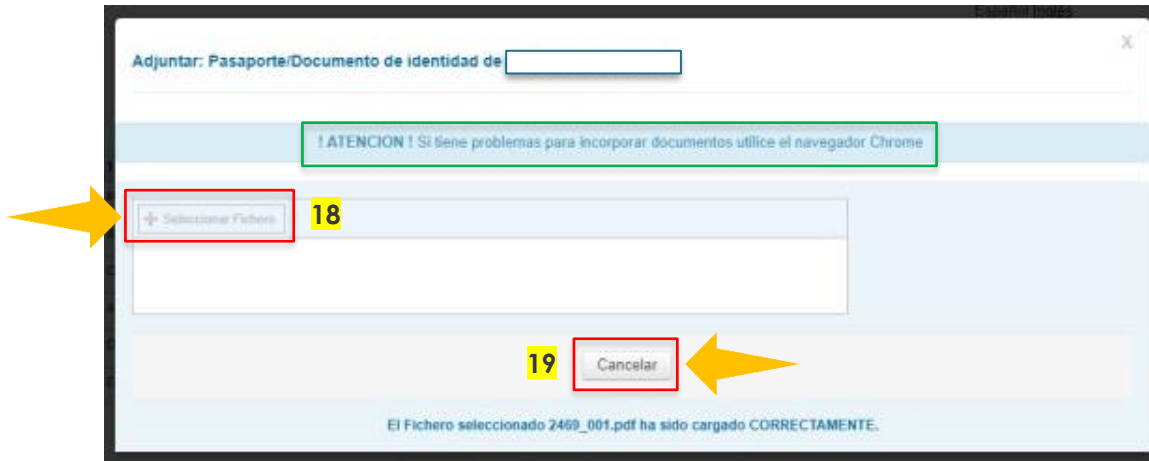 Español Inglés
X
Adjuntar: Pasaporte/Documento de identidad de
! ATENCION ! Si tiene problemas para incorporar documentos utilice el navegador Chrome
+ Seleccionar Fichero
18
19
Cancelar
El Fichero seleccionado 2469_001.pdf ha sido cargado CORRECTAMENTE.